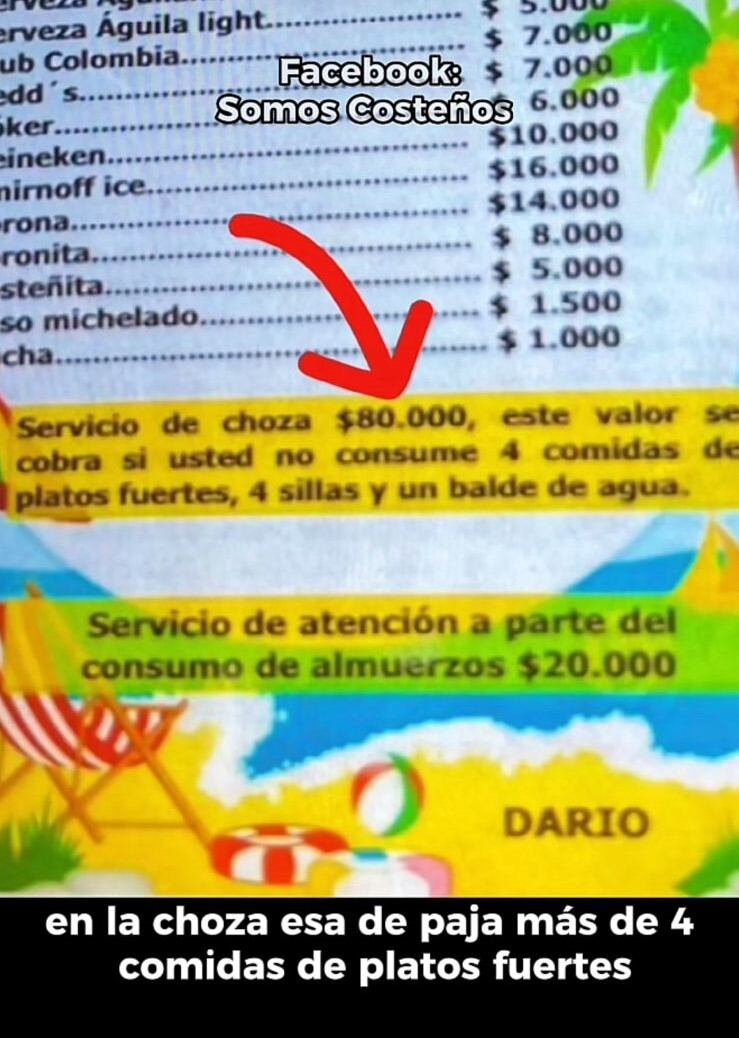 erveza Águila light.................... $ 5.000
ub Colombia............................ $ 7.000
edd´s.................................. $ 7.000
ker.................................... $ 6.000
eineken................................ $10.000
mirnoff ice............................ $16.000
rona................................... $14.000
ronita................................. $ 8.000
steñita................................ $ 5.000
so michelado........................... $ 1.500
cha.................................... $ 1.000
Facebook:
Somos Costeños
Servicio de choza $80.000, este valor se
cobra si usted no consume 4 comidas de
platos fuertes, 4 sillas y un balde de agua.
Servicio de atención a parte del
consumo de almuerzos $20.000
DARIO
en la choza esa de paja más de 4
comidas de platos fuertes